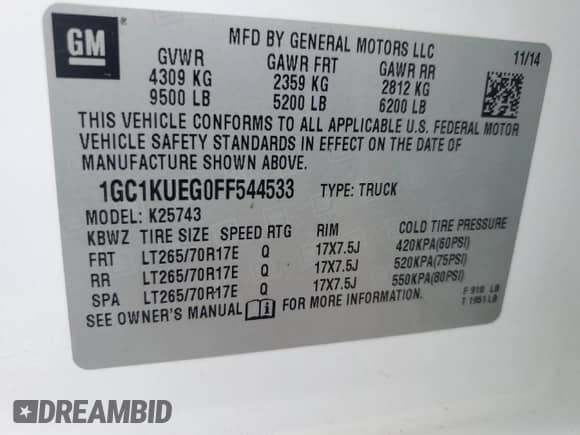 GM
MFD BY GENERAL MOTORS LLC
11/14
GVWR GAWR FRT GAWR RR
4309 KG 2359 KG 2812 KG
9500 LB 5200 LB 6200 LB
THIS VEHICLE CONFORMS TO ALL APPLICABLE U.S. FEDERAL MOTOR
VEHICLE SAFETY STANDARDS IN EFFECT ON THE DATE OF
MANUFACTURE SHOWN ABOVE.
1GC1KUEG0FF544533 TYPE: TRUCK
MODEL: K25743
KBWZ TIRE SIZE SPEED RTG RIM COLD TIRE PRESSURE
FRT LT265/70R17E Q 17X7.5J 420KPA(60PSI)
RR LT265/70R17E Q 17X7.5J 520KPA(75PSI)
SPA LT265/70R17E Q 17X7.5J 550KPA(80PSI)
SEE OWNER'S MANUAL FOR MORE INFORMATION.
F 910 LB
T 1951 LB
DREAMBID